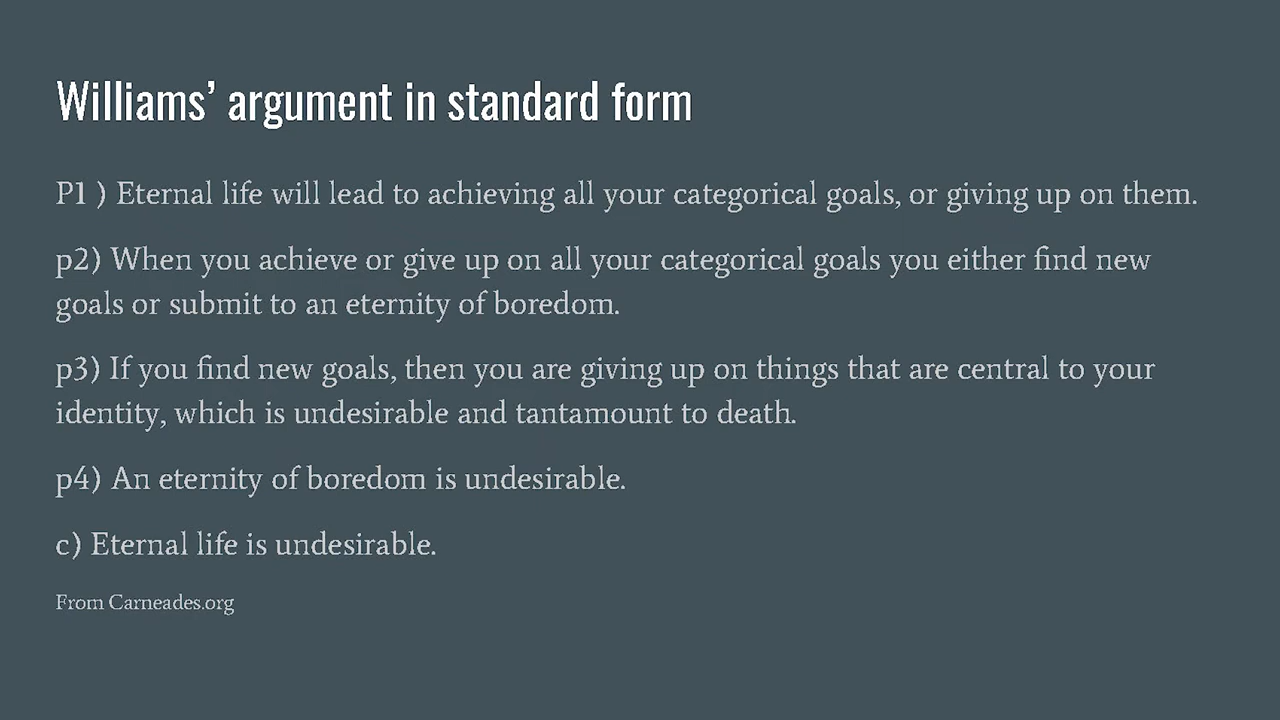 Williams’ argument in standard form
P1 ) Eternal life will lead to achieving all your categorical goals, or giving up on them.
p2) When you achieve or give up on all your categorical goals you either find new
goals or submit to an eternity of boredom.
p3) If you find new goals, then you are giving up on things that are central to your
identity, which is undesirable and tantamount to death.
p4) An eternity of boredom is undesirable.
c) Eternal life is undesirable.
From Carneades.org